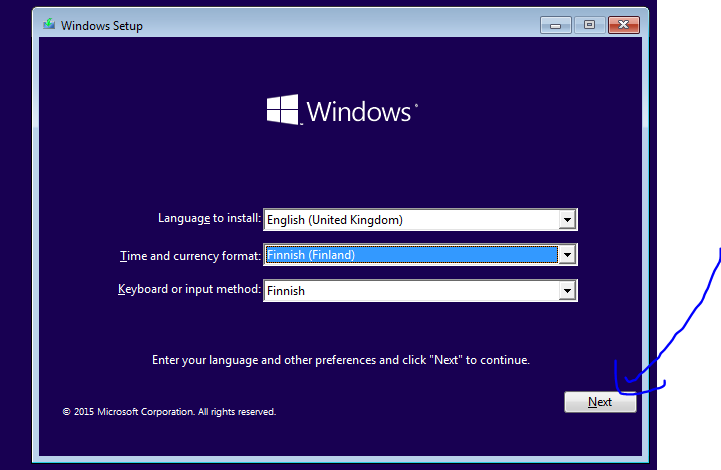 Windows Setup
Windows
Language to install: English (United Kingdom)
Time and currency format: Finnish (Finland)
Keyboard or input method: Finnish
Enter your language and other preferences and click "Next" to continue.
Next
© 2015 Microsoft Corporation. All rights reserved.